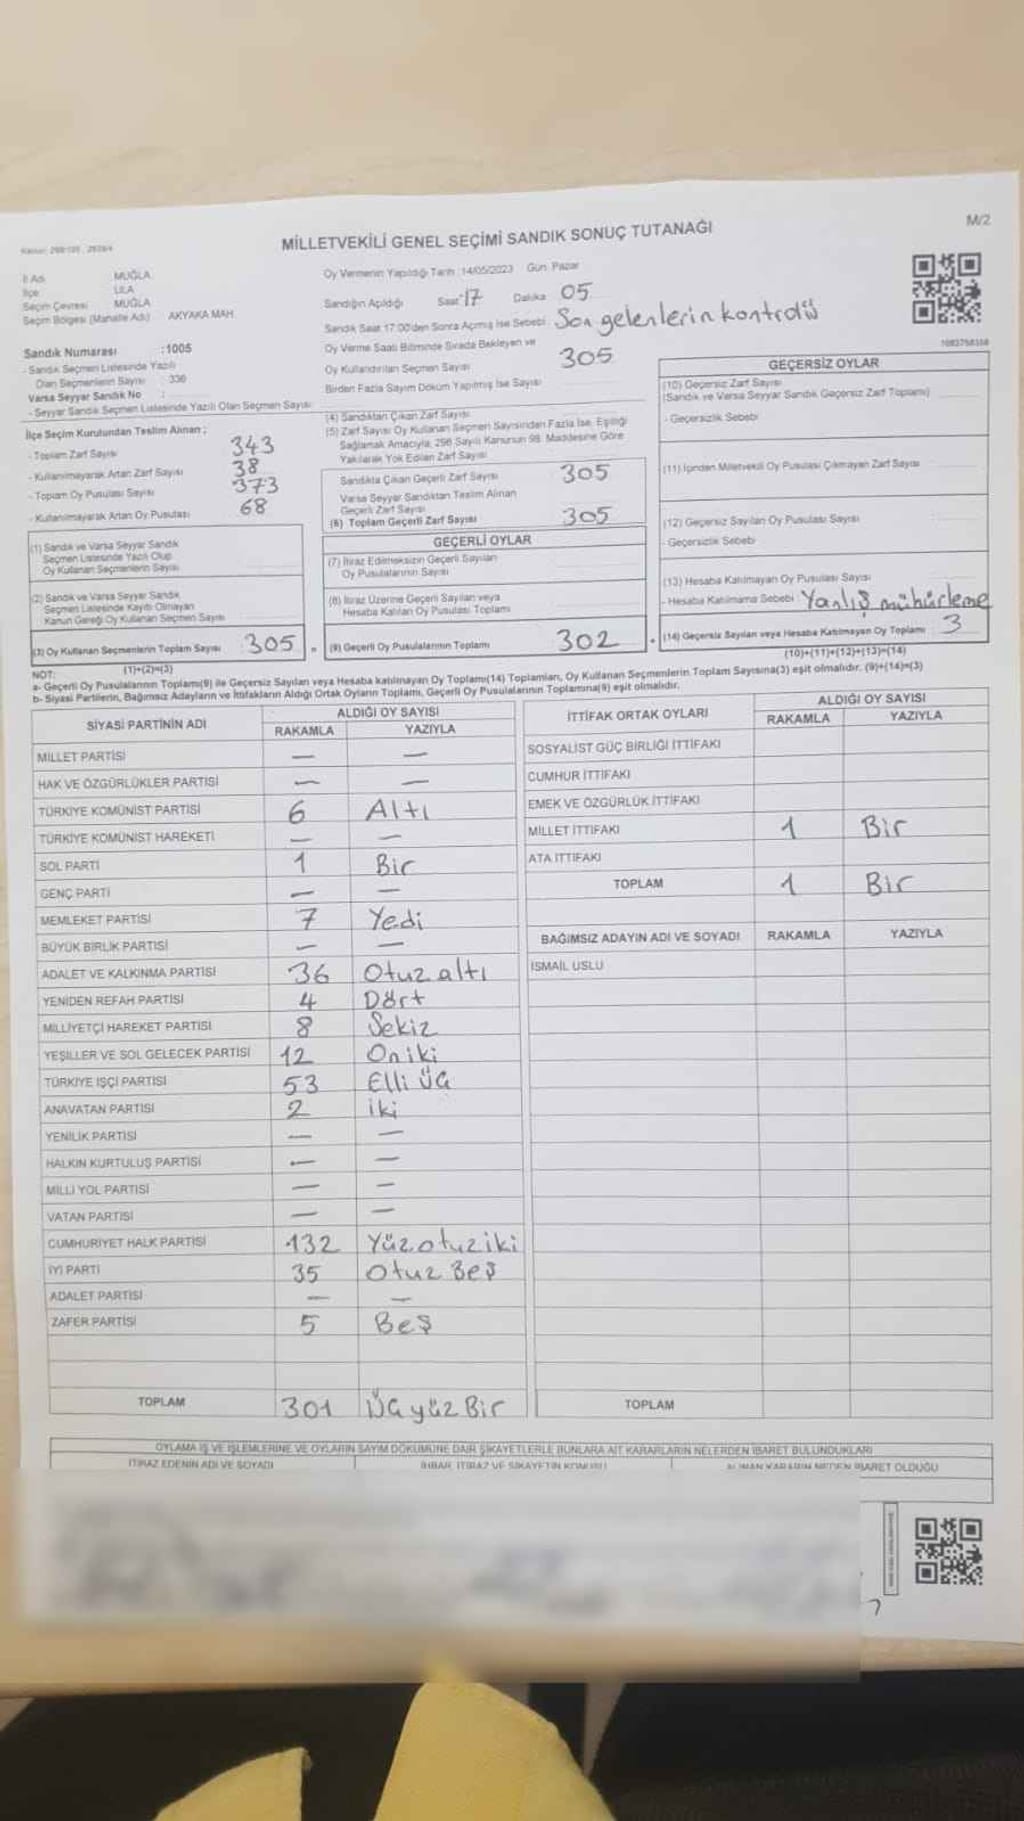 M/2
MİLLETVEKİLİ GENEL SEÇİMİ SANDIK SONUÇ TUTANAĞI
İl Adı MUĞLA
İlçe ULA
Seçim Çevresi MUĞLA
Seçim Bölgesi (Mahalle Adı) AKYAKA MAH.
Sandık Numarası :1005
- Sandık Seçmen Listesinde Yazılı
Olan Seçmenlerin Sayısı : 336
Varsa Seyyar Sandık No :
- Seyyar Sandık Seçmen Listesinde Yazılı Olan Seçmen Sayısı
İlçe Seçim Kurulundan Teslim Alınan ;
- Toplam Zarf Sayısı 343
- Kullanılmayarak Artan Zarf Sayısı 38
- Toplam Oy Pusulası Sayısı 373
- Kullanılmayarak Artan Oy Pusulası 68
(1) Sandık ve Varsa Seyyar Sandık
Seçmen Listesinde Yazılı Olup
Oy Kullanan Seçmenlerin Sayısı
(2) Sandık ve Varsa Seyyar Sandık
Seçmen Listesinde Kayıtlı Olmayan
Kanun Gereği Oy Kullanan Seçmen Sayısı
(3) Oy Kullanan Seçmenlerin Toplam Sayısı 305
(1)+(2)=(3)
Oy Vermenin Yapıldığı Tarih :14/05/2023 Gün: Pazar
Sandığın Açıldığı Saat 17 Dakika 05
Sandık Saat 17:00'den Sonra Açılmış İse Sebebi Son gelenlerin kontrolü
Oy Verme Saati Bitiminde Sırada Bekleyen ve
Oy Kullandırılan Seçmen Sayısı 305
Birden Fazla Sayım Döküm Yapılmış İse Sayısı
(4) Sandıktan Çıkan Zarf Sayısı
(5) Zarf Sayısı Oy Kullanan Seçmen Sayısından Fazla İse, Eşitliği
Sağlamak Amacıyla, 298 Sayılı Kanunun 98. Maddesine Göre
Yakılarak Yok Edilen Zarf Sayısı
Sandıkta Çıkan Geçerli Zarf Sayısı 305
Varsa Seyyar Sandıktan Teslim Alınan
Geçerli Zarf Sayısı
(6) Toplam Geçerli Zarf Sayısı 305
GEÇERLİ OYLAR
(7) İtiraz Edilmeksizin Geçerli Sayılan
Oy Pusulalarının Sayısı
(8) İtiraz Üzerine Geçerli Sayılan veya
Hesaba Katılan Oy Pusulası Toplamı
(9) Geçerli Oy Pusulalarının Toplamı 302
GEÇERSİZ OYLAR
(10) Geçersiz Zarf Sayısı
(Sandık ve Varsa Seyyar Sandık Geçersiz Zarf Toplamı)
- Geçersizlik Sebebi
(11) İçinden Milletvekili Oy Pusulası Çıkmayan Zarf Sayısı
(12) Geçersiz Sayılan Oy Pusulası Sayısı
- Geçersizlik Sebebi
(13) Hesaba Katılmayan Oy Pusulası Sayısı
- Hesaba Katılmama Sebebi Yanlış mühürleme
(14) Geçersiz Sayılan veya Hesaba Katılmayan Oy Toplamı 3
(10)+(11)+(12)+(13)=(14)
NOT:
a- Geçerli Oy Pusulalarının Toplamı(9) ile Geçersiz Sayılan veya Hesaba katılmayan Oy Toplamı(14) Toplamları, Oy Kullanan Seçmenlerin Toplam Sayısına(3) eşit olmalıdır. (9)+(14)=(3)
b- Siyasi Partilerin, Bağımsız Adayların ve İttifakların Aldığı Ortak Oyların Toplamı, Geçerli Oy Pusulalarının Toplamına(9) eşit olmalıdır.
SİYASİ PARTİNİN ADI ALDIĞI OY SAYISI
RAKAMLA YAZIYLA
MİLLET PARTİSİ — —
HAK VE ÖZGÜRLÜKLER PARTİSİ — —
TÜRKİYE KOMÜNİST PARTİSİ 6 Altı
TÜRKİYE KOMÜNİST HAREKETİ — —
SOL PARTİ 1 Bir
GENÇ PARTİ — —
MEMLEKET PARTİSİ 7 Yedi
BÜYÜK BİRLİK PARTİSİ — —
ADALET VE KALKINMA PARTİSİ 36 Otuz altı
YENİDEN REFAH PARTİSİ 4 Dört
MİLLİYETÇİ HAREKET PARTİSİ 8 Sekiz
YEŞİLLER VE SOL GELECEK PARTİSİ 12 On iki
TÜRKİYE İŞÇİ PARTİSİ 53 Elli üç
ANAVATAN PARTİSİ 2 iki
YENİLİK PARTİSİ — —
HALKIN KURTULUŞ PARTİSİ — —
MİLLİ YOL PARTİSİ — —
VATAN PARTİSİ — —
CUMHURİYET HALK PARTİSİ 132 Yüz otuz iki
İYİ PARTİ 35 Otuz Beş
ADALET PARTİSİ — —
ZAFER PARTİSİ 5 Beş
TOPLAM 301 Üç yüz Bir
İTTİFAK ORTAK OYLARI ALDIĞI OY SAYISI
RAKAMLA YAZIYLA
SOSYALİST GÜÇ BİRLİĞİ İTTİFAKI
CUMHUR İTTİFAKI
EMEK VE ÖZGÜRLÜK İTTİFAKI
MİLLET İTTİFAKI 1 Bir
ATA İTTİFAKI
TOPLAM 1 Bir
BAĞIMSIZ ADAYIN ADI VE SOYADI RAKAMLA YAZIYLA
İSMAİL USLU
TOPLAM
OYLAMA İŞ VE İŞLEMLERİNE VE OYLARIN SAYIM DÖKÜMÜNE DAİR ŞİKAYETLERLE BUNLARA AİT KARARLARIN NELERDEN İBARET BULUNDUKLARI
İTİRAZ EDENİN ADI VE SOYADI İHBAR, İTİRAZ VE ŞİKAYETİN KONUSU ALINAN KARARIN NEDEN İBARET OLDUĞU